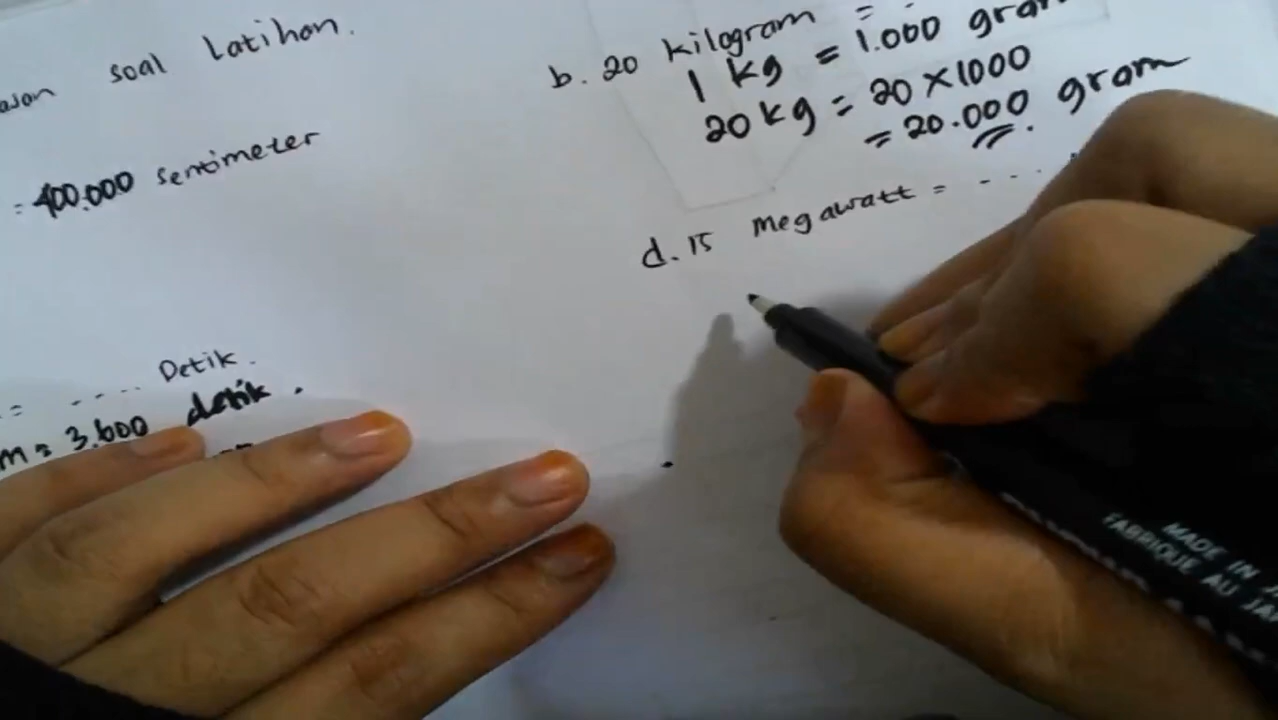 soal Latihan.
= 400.000 sentimeter
= .... Detik.
m = 3.600 detik.
b. 20 kilogram =
1 kg = 1.000 gram
20 kg = 20 X 1000
= 20.000 gram
d. 15 Megawatt = - - -
MADE IN
FABRIQUE AU